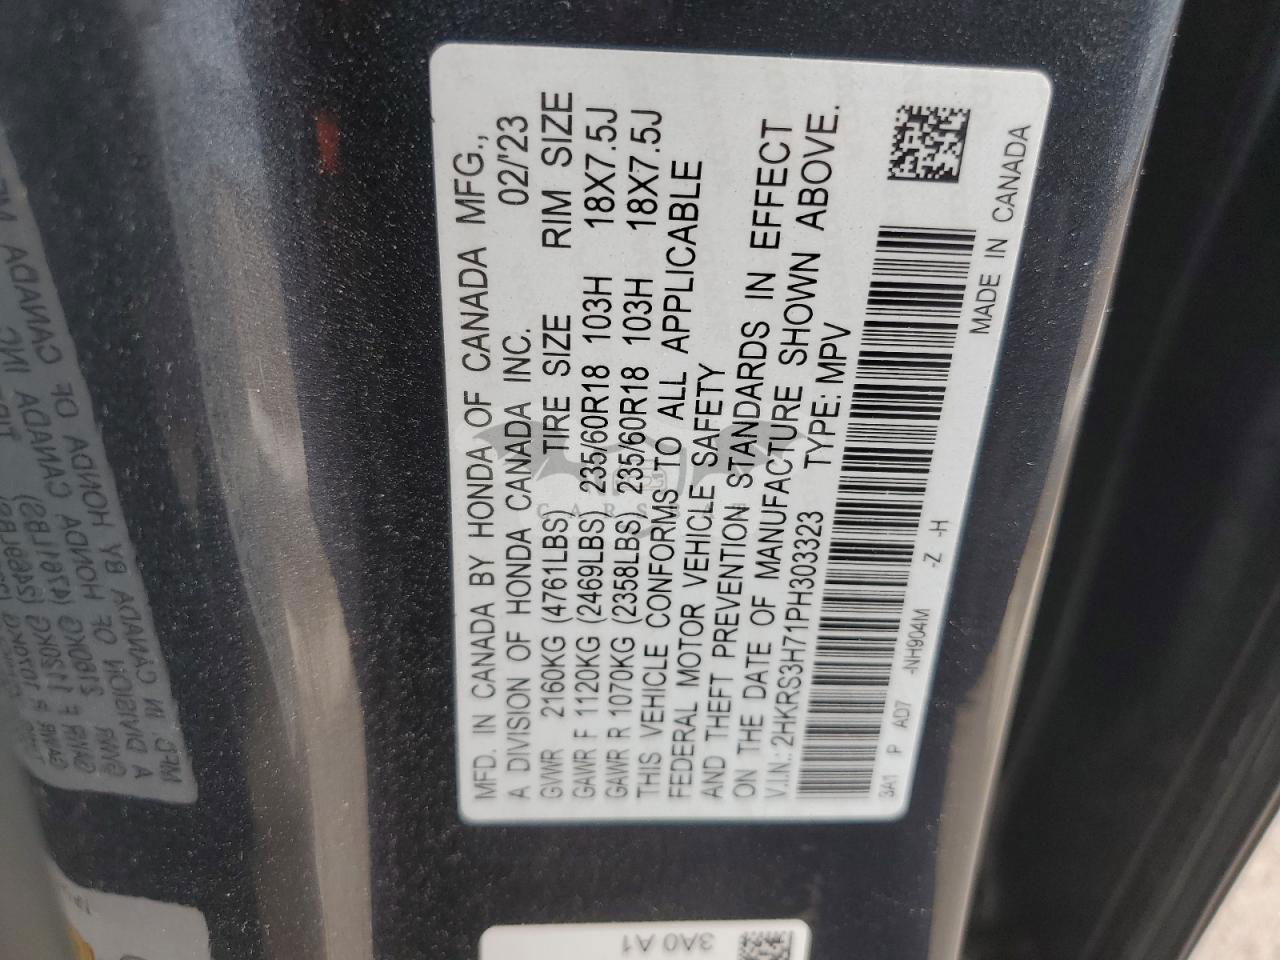 MFD. IN CANADA BY HONDA OF CANADA MFG.,
A DIVISION OF HONDA CANADA INC. 02/'23
GVWR 2160KG (4761LBS) TIRE SIZE RIM SIZE
GAWR F 1120KG (2469LBS) 235/60R18 103H 18X7.5J
GAWR R 1070KG (2358LBS) 235/60R18 103H 18X7.5J
THIS VEHICLE CONFORMS TO ALL APPLICABLE
FEDERAL MOTOR VEHICLE SAFETY
AND THEFT PREVENTION STANDARDS IN EFFECT
ON THE DATE OF MANUFACTURE SHOWN ABOVE.
V.I.N.: 2HKRS3H71PH303323 TYPE: MPV
3A1 P AD7 -NH904M -Z -H
MADE IN CANADA
3A0 A1